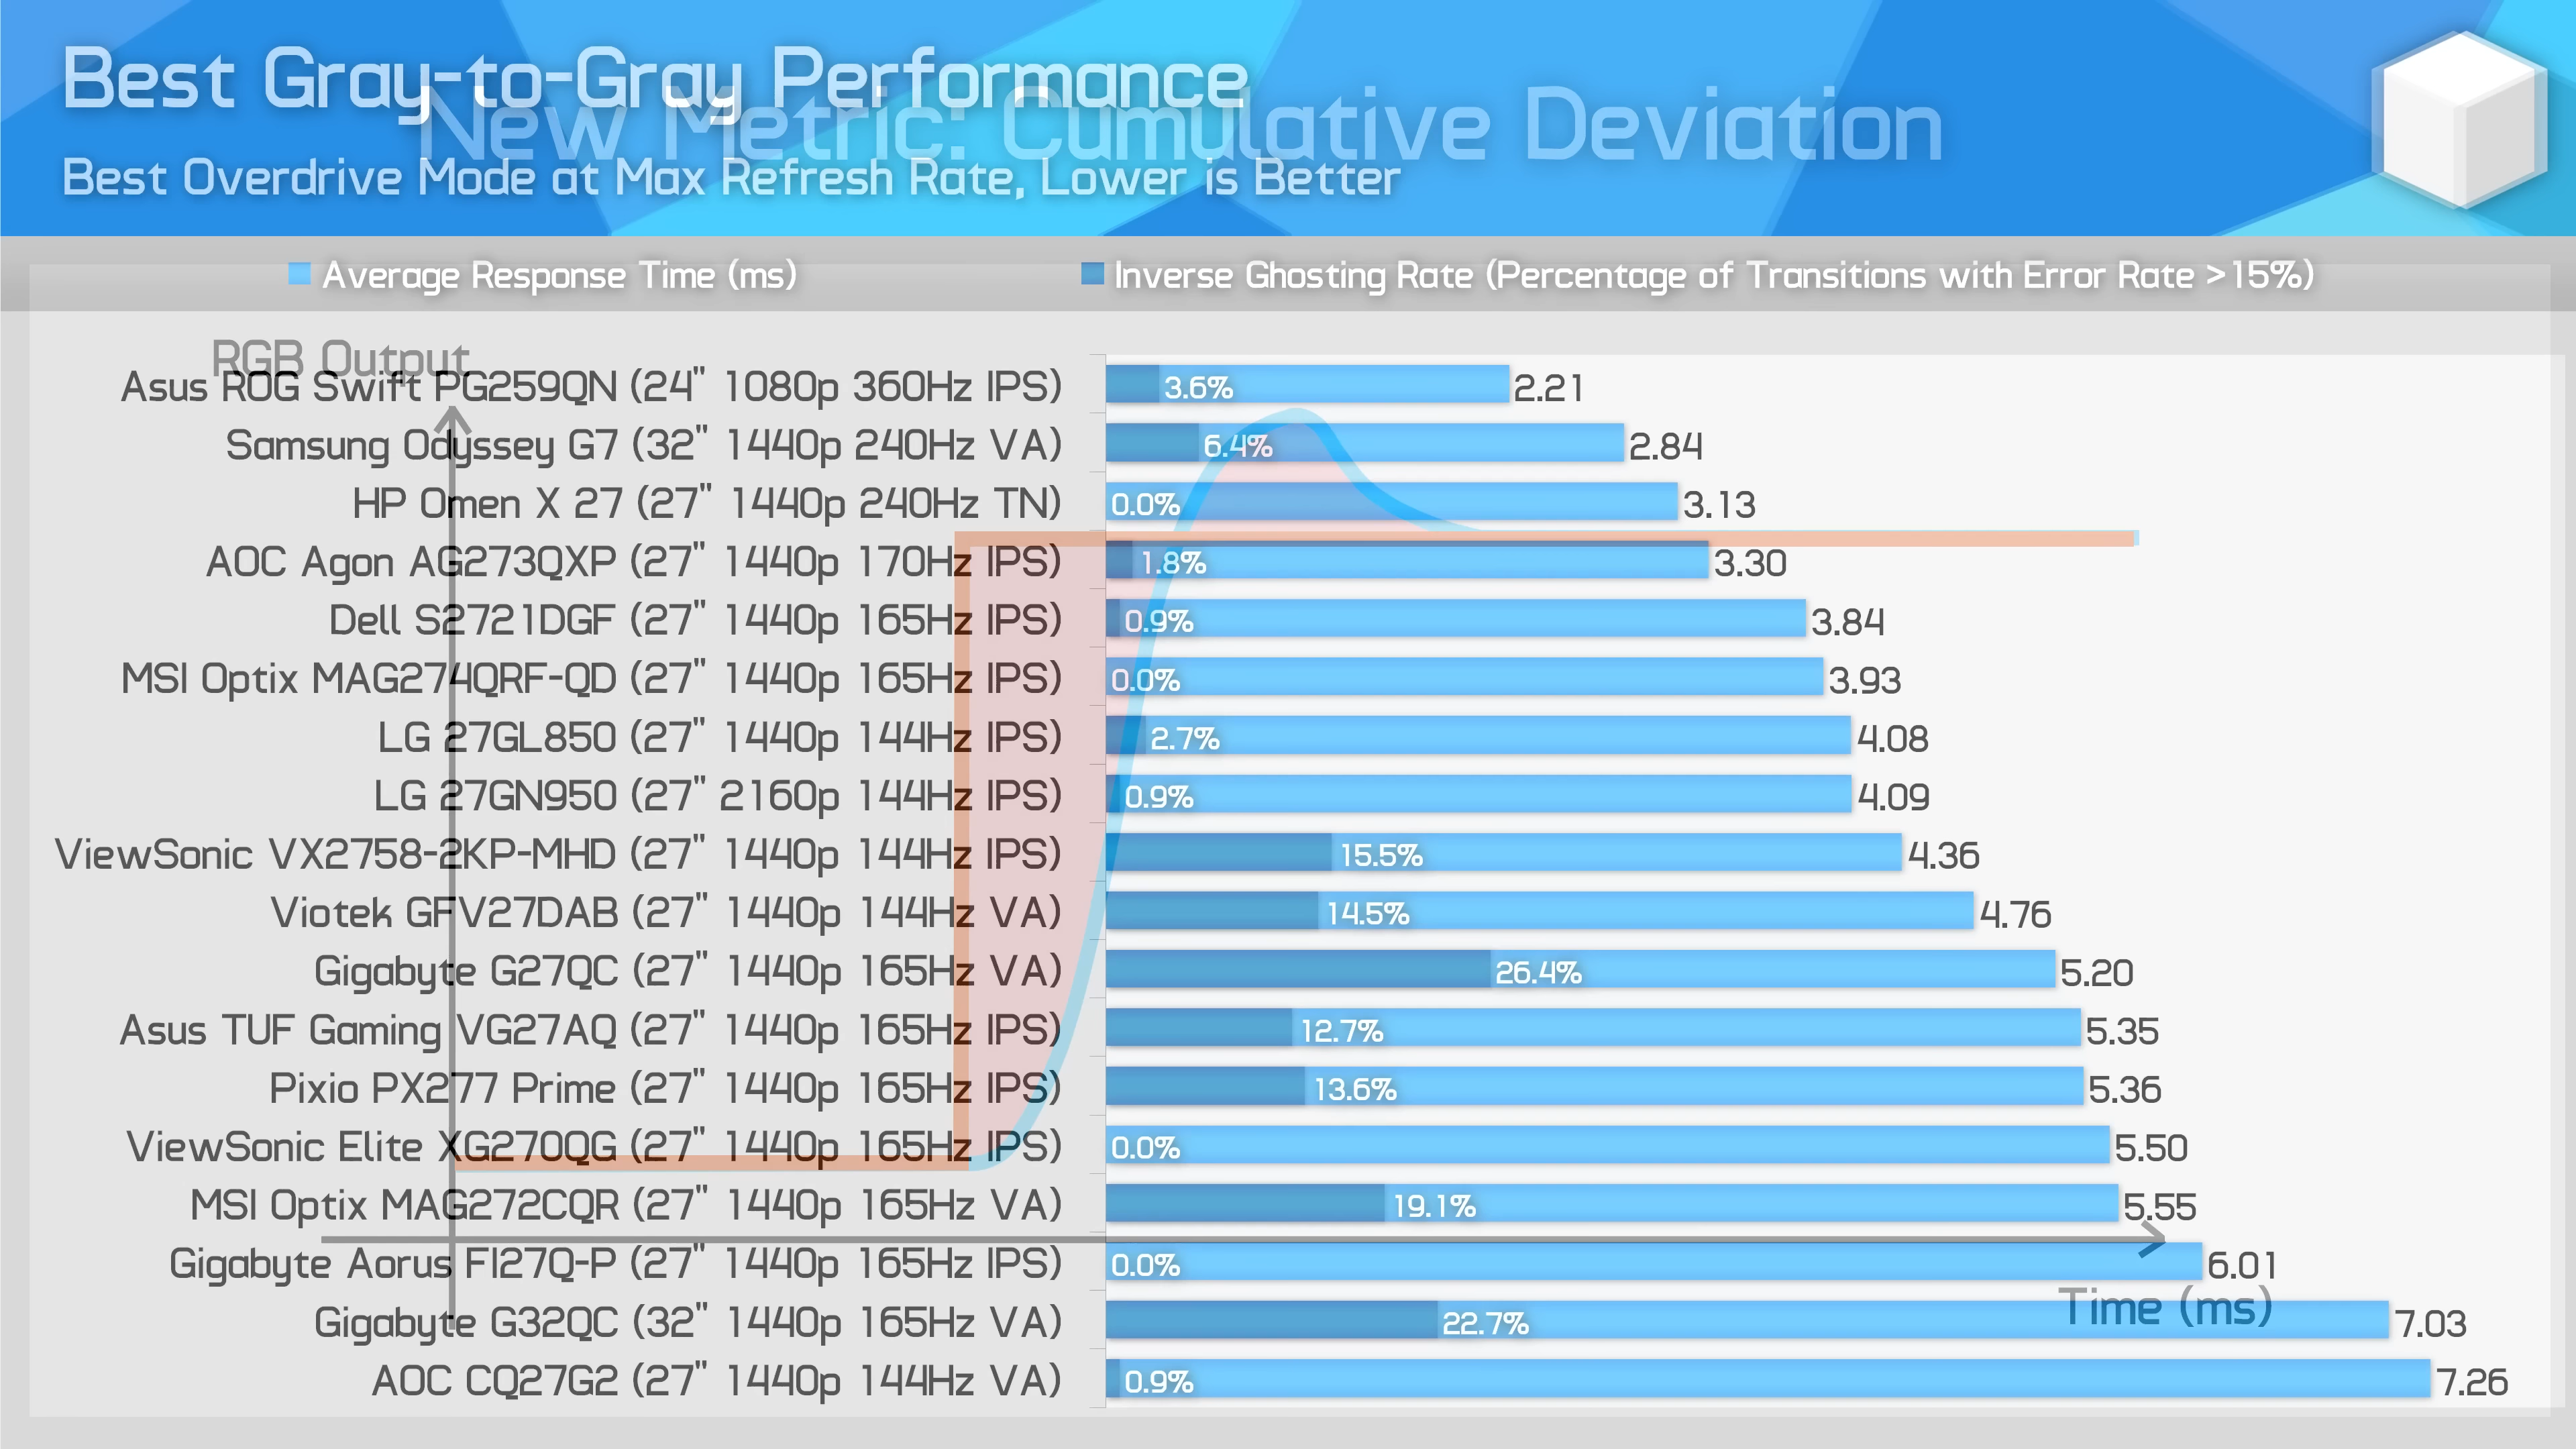 Best Gray-to-Gray Performance
New Metric: Cumulative Deviation
Best Overdrive Mode at Max Refresh Rate, Lower is Better
Average Response Time (ms)
Inverse Ghosting Rate (Percentage of Transitions with Error Rate >15%)
RGB Output
Asus ROG Swift PG259QN (24" 1080p 360Hz IPS) 3.6% 2.21
Samsung Odyssey G7 (32" 1440p 240Hz VA) 6.4% 2.84
HP Omen X 27 (27" 1440p 240Hz TN) 0.0% 3.13
AOC Agon AG273QXP (27" 1440p 170Hz IPS) 1.8% 3.30
Dell S2721DGF (27" 1440p 165Hz IPS) 0.9% 3.84
MSI Optix MAG274QRF-QD (27" 1440p 165Hz IPS) 0.0% 3.93
LG 27GL850 (27" 1440p 144Hz IPS) 2.7% 4.08
LG 27GN950 (27" 2160p 144Hz IPS) 0.9% 4.09
ViewSonic VX2758-2KP-MHD (27" 1440p 144Hz IPS) 15.5% 4.36
Viotek GFV27DAB (27" 1440p 144Hz VA) 14.5% 4.76
Gigabyte G27QC (27" 1440p 165Hz VA) 26.4% 5.20
Asus TUF Gaming VG27AQ (27" 1440p 165Hz IPS) 12.7% 5.35
Pixio PX277 Prime (27" 1440p 165Hz IPS) 13.6% 5.36
ViewSonic Elite XG270QG (27" 1440p 165Hz IPS) 0.0% 5.50
MSI Optix MAG272CQR (27" 1440p 165Hz VA) 19.1% 5.55
Gigabyte Aorus FI27Q-P (27" 1440p 165Hz IPS) 0.0% 6.01
Time (ms)
Gigabyte G32QC (32" 1440p 165Hz VA) 22.7% 7.03
AOC CQ27G2 (27" 1440p 144Hz VA) 0.9% 7.26